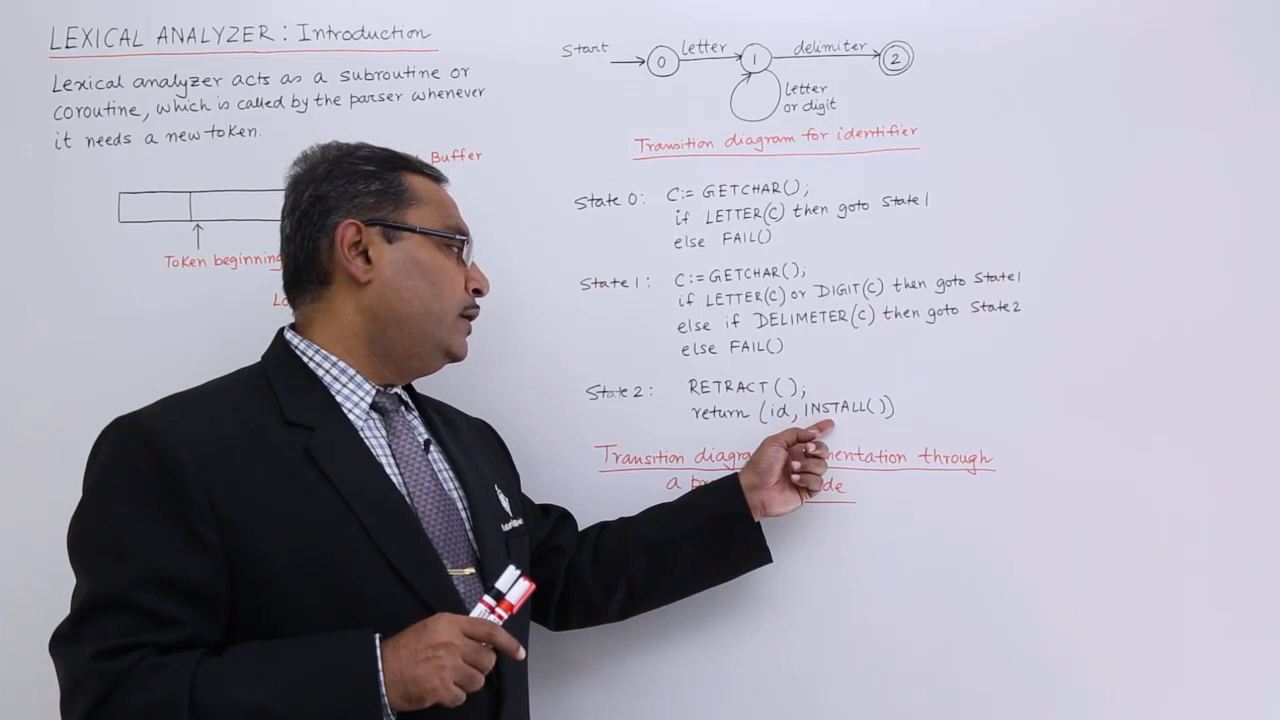 LEXICAL ANALYZER: Introduction
Lexical analyzer acts as a subroutine or
coroutine, which is called by the parser whenever
it needs a new token.
Buffer
Token beginning
Start
0
letter
1
delimiter
2
Letter
or digit
Transition diagram for identifier
State 0: C:= GETCHAR();
if LETTER(C) then goto State 1
else FAIL()
State 1: C:= GETCHAR();
if LETTER(C) or DIGIT(C) then goto State 1
else if DELIMETER(C) then goto State 2
else FAIL()
State 2: RETRACT();
return (id, INSTALL())
Transition through
a